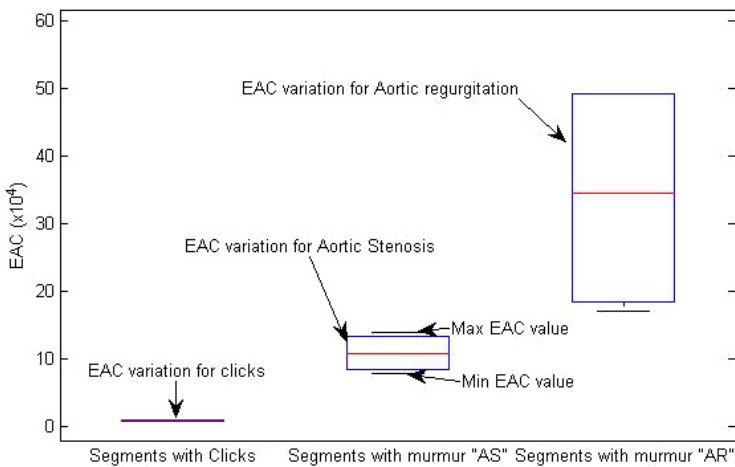 60
50
40
30
20
10
0
EAC (x10⁴)
EAC variation for Aortic regurgitation
EAC variation for Aortic Stenosis
Max EAC value
Min EAC value
EAC variation for clicks
Segments with Clicks
Segments with murmur "AS"
Segments with murmur "AR"